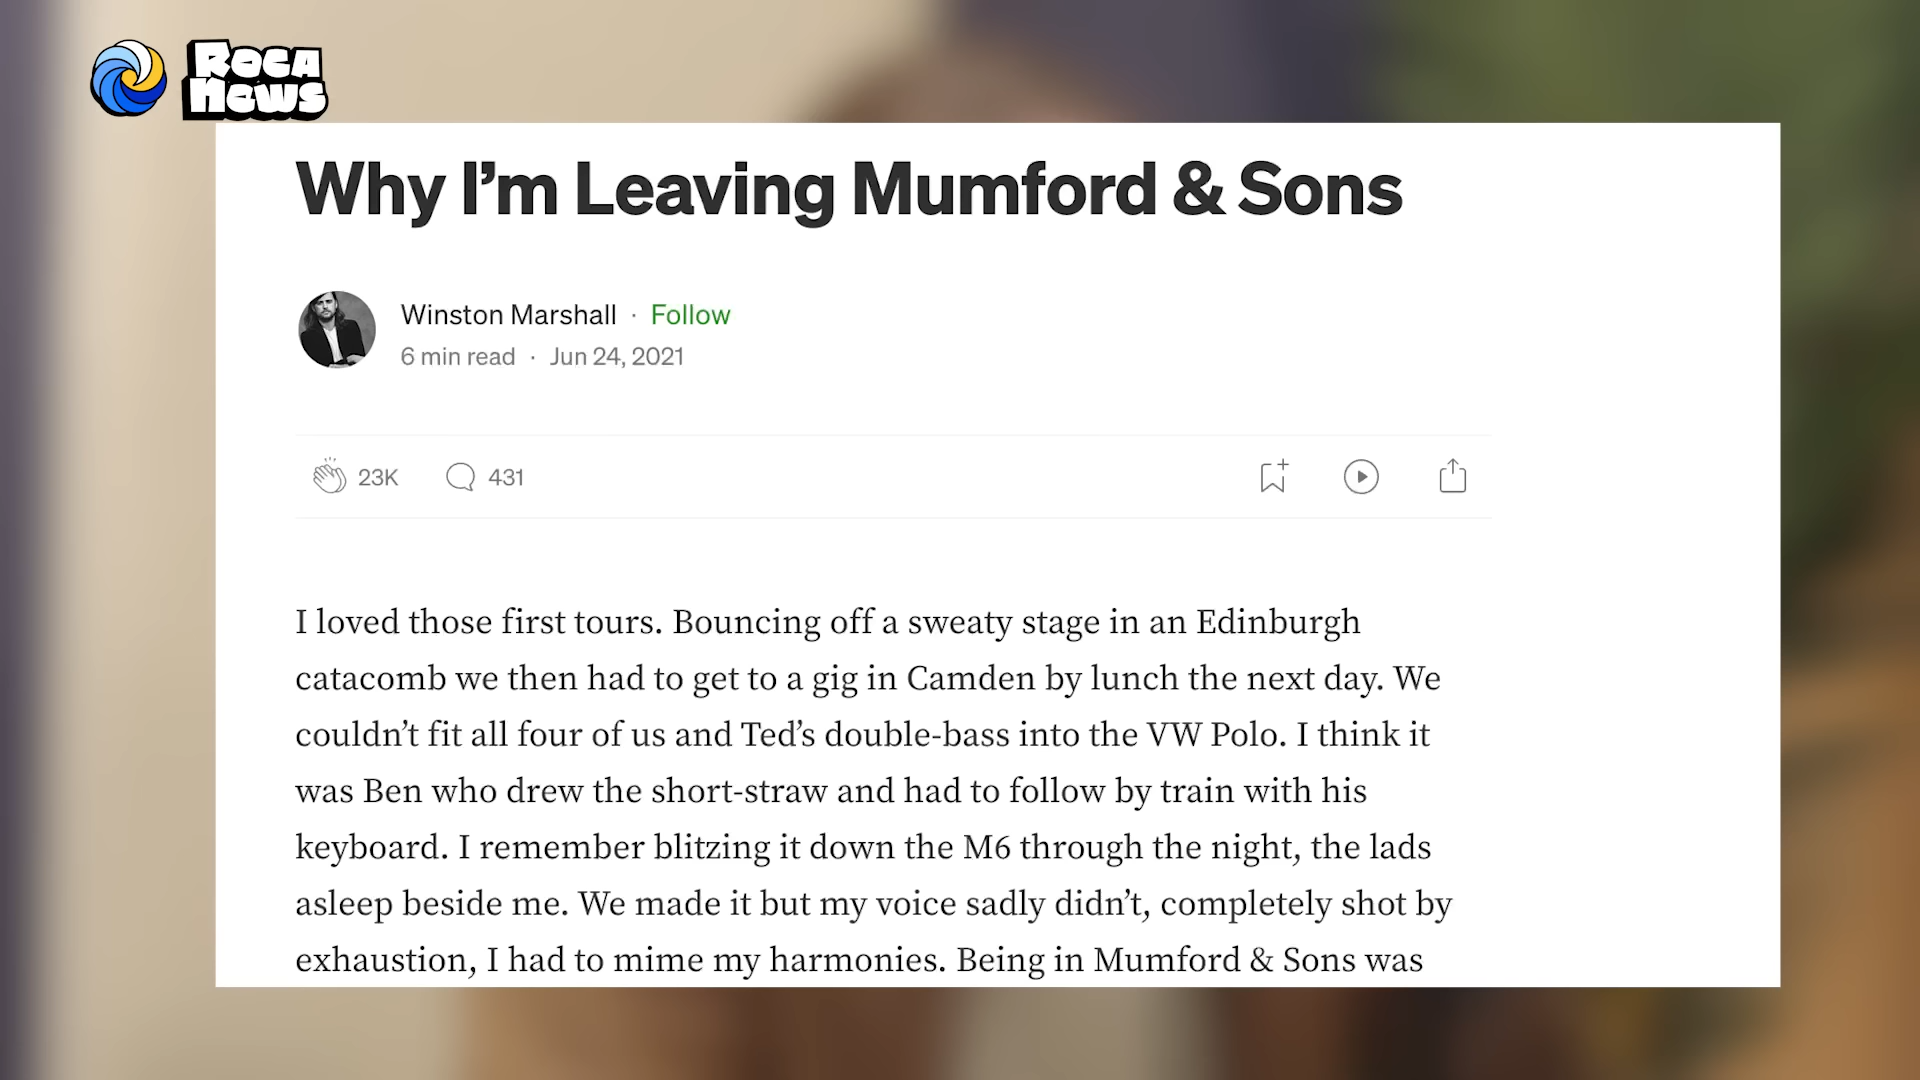 Roca
News
Why I’m Leaving Mumford & Sons
Winston Marshall · Follow
6 min read · Jun 24, 2021
23K 431
I loved those first tours. Bouncing off a sweaty stage in an Edinburgh
catacomb we then had to get to a gig in Camden by lunch the next day. We
couldn’t fit all four of us and Ted’s double-bass into the VW Polo. I think it
was Ben who drew the short-straw and had to follow by train with his
keyboard. I remember blitzing it down the M6 through the night, the lads
asleep beside me. We made it but my voice sadly didn’t, completely shot by
exhaustion, I had to mime my harmonies. Being in Mumford & Sons was